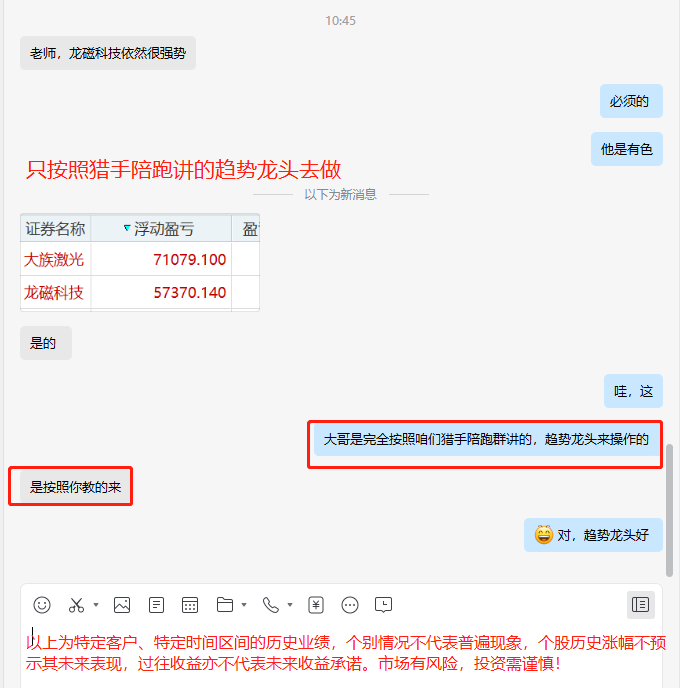 10:45
老师，龙磁科技依然很强势
必须的
他是有色
只按照猎手陪跑讲的趋势龙头去做
以下为新消息
证券名称 浮动盈亏 盈
大族激光 71079.100
龙磁科技 57370.140
是的
哇，这
大哥是完全按照咱们猎手陪跑群讲的，趋势龙头来操作的
是按照你教的来
对，趋势龙头好
以上为特定客户、特定时间区间的历史业绩，个别情况不代表普遍现象，个股历史涨幅不预
示其未来表现，过往收益亦不代表未来收益承诺。市场有风险，投资需谨慎！